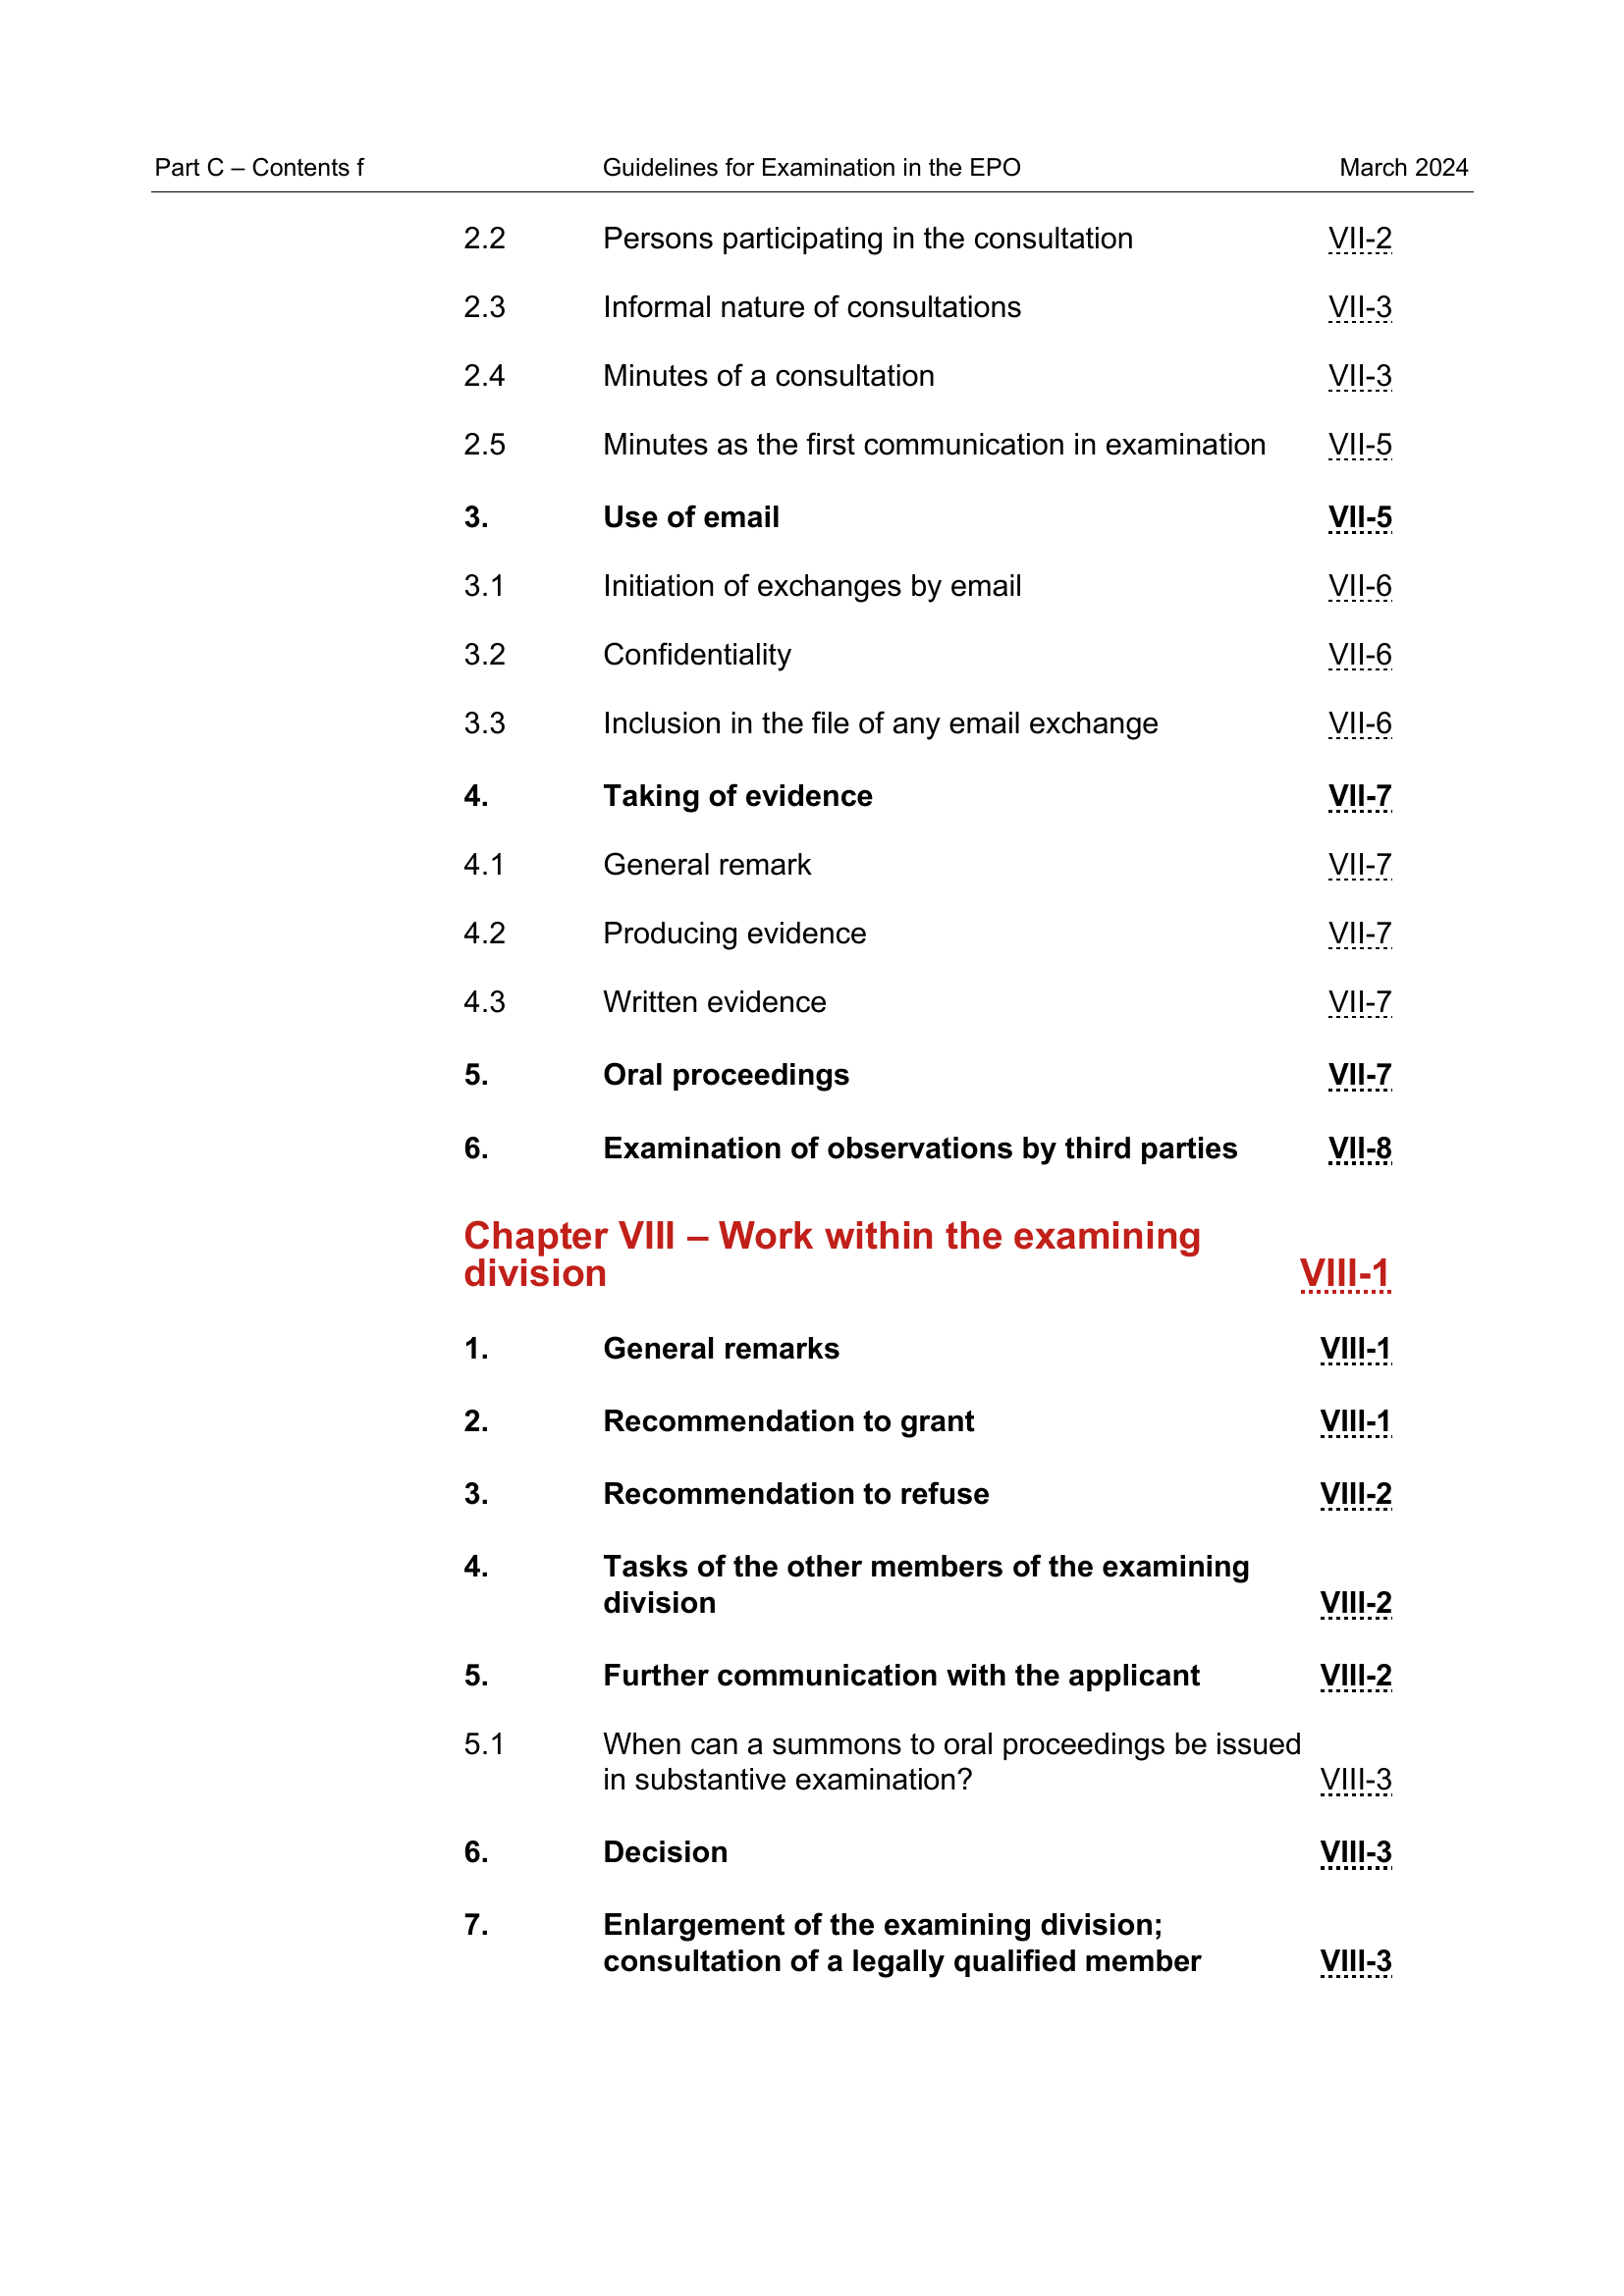 Part C – Contents f Guidelines for Examination in the EPO March 2024
2.2 Persons participating in the consultation VII-2
2.3 Informal nature of consultations VII-3
2.4 Minutes of a consultation VII-3
2.5 Minutes as the first communication in examination VII-5
3. Use of email VII-5
3.1 Initiation of exchanges by email VII-6
3.2 Confidentiality VII-6
3.3 Inclusion in the file of any email exchange VII-6
4. Taking of evidence VII-7
4.1 General remark VII-7
4.2 Producing evidence VII-7
4.3 Written evidence VII-7
5. Oral proceedings VII-7
6. Examination of observations by third parties VII-8
Chapter VIII – Work within the examining
division VIII-1
1. General remarks VIII-1
2. Recommendation to grant VIII-1
3. Recommendation to refuse VIII-2
4. Tasks of the other members of the examining
division VIII-2
5. Further communication with the applicant VIII-2
5.1 When can a summons to oral proceedings be issued
in substantive examination? VIII-3
6. Decision VIII-3
7. Enlargement of the examining division;
consultation of a legally qualified member VIII-3